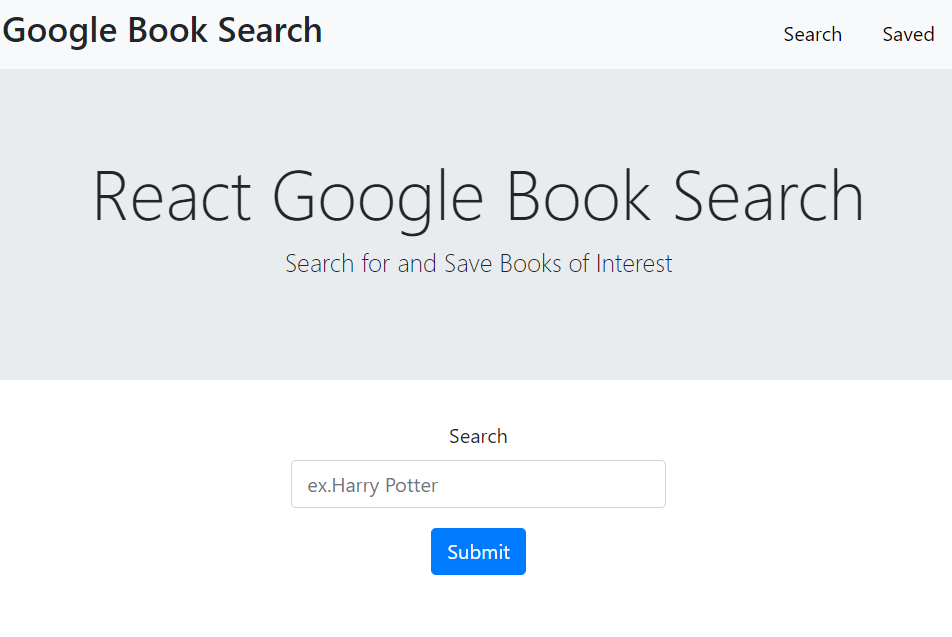 Google Book Search
Search Saved
React Google Book Search
Search for and Save Books of Interest
Search
ex.Harry Potter
Submit